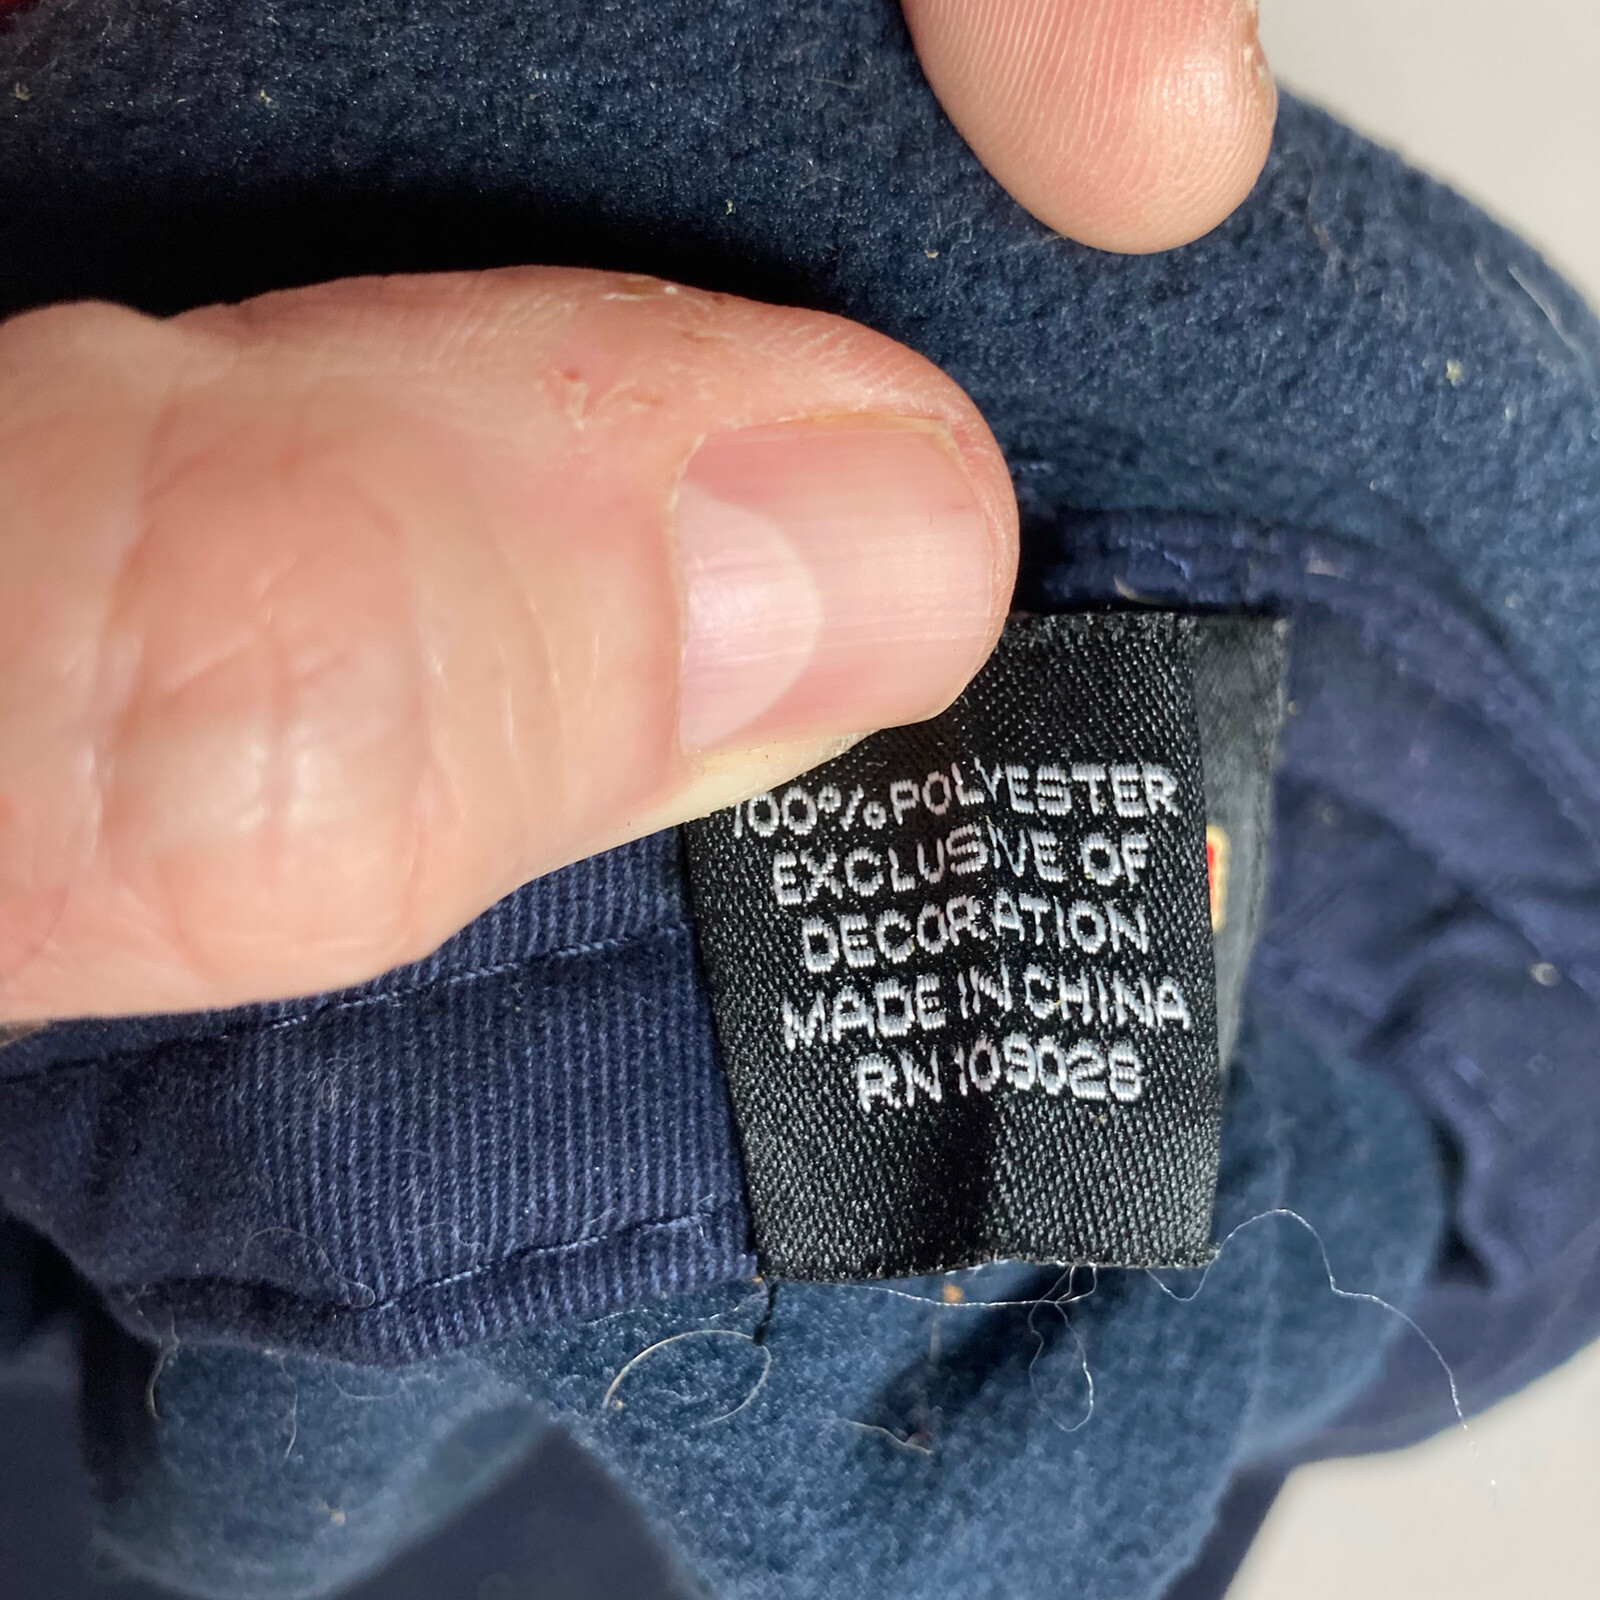 100%POLYESTER
EXCLUSIVE OF
DECORATION
MADE IN CHINA
RN 109028